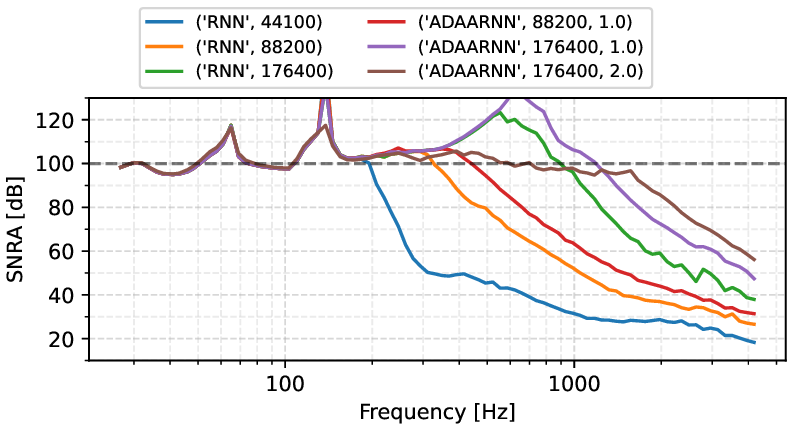 ('RNN', 44100)
('RNN', 88200)
('RNN', 176400)
('ADAARNN', 88200, 1.0)
('ADAARNN', 176400, 1.0)
('ADAARNN', 176400, 2.0)
SNRA [dB]
120
100
80
60
40
20
100
1000
Frequency [Hz]